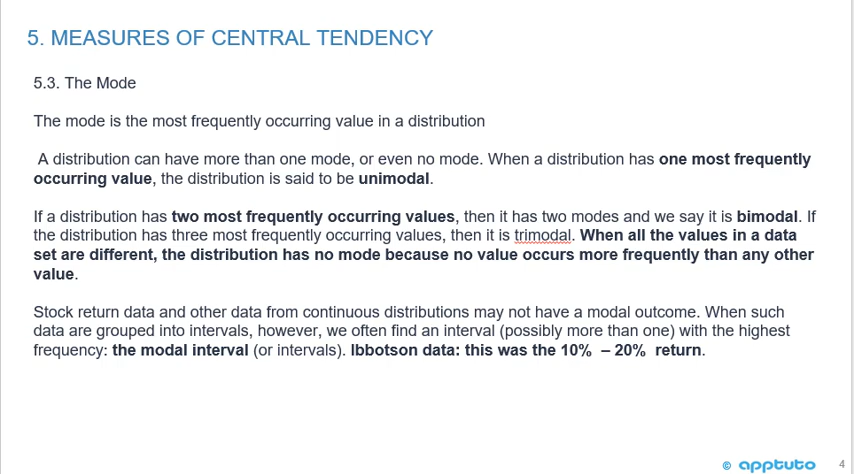 5. MEASURES OF CENTRAL TENDENCY
5.3. The Mode
The mode is the most frequently occurring value in a distribution
A distribution can have more than one mode, or even no mode. When a distribution has one most frequently
occurring value, the distribution is said to be unimodal.
If a distribution has two most frequently occurring values, then it has two modes and we say it is bimodal. If
the distribution has three most frequently occurring values, then it is trimodal. When all the values in a data
set are different, the distribution has no mode because no value occurs more frequently than any other
value.
Stock return data and other data from continuous distributions may not have a modal outcome. When such
data are grouped into intervals, however, we often find an interval (possibly more than one) with the highest
frequency: the modal interval (or intervals). Ibbotson data: this was the 10% – 20% return.
© apptuto 4